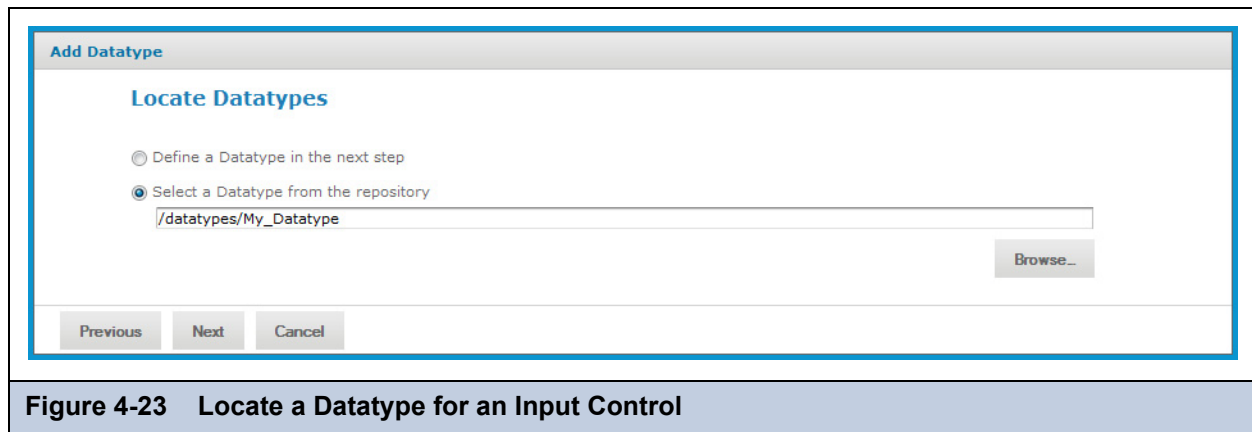 Add Datatype
Locate Datatypes
Define a Datatype in the next step
Select a Datatype from the repository
/datatypes/My_Datatype
Browse...
Previous Next Cancel
Figure 4-23 Locate a Datatype for an Input Control